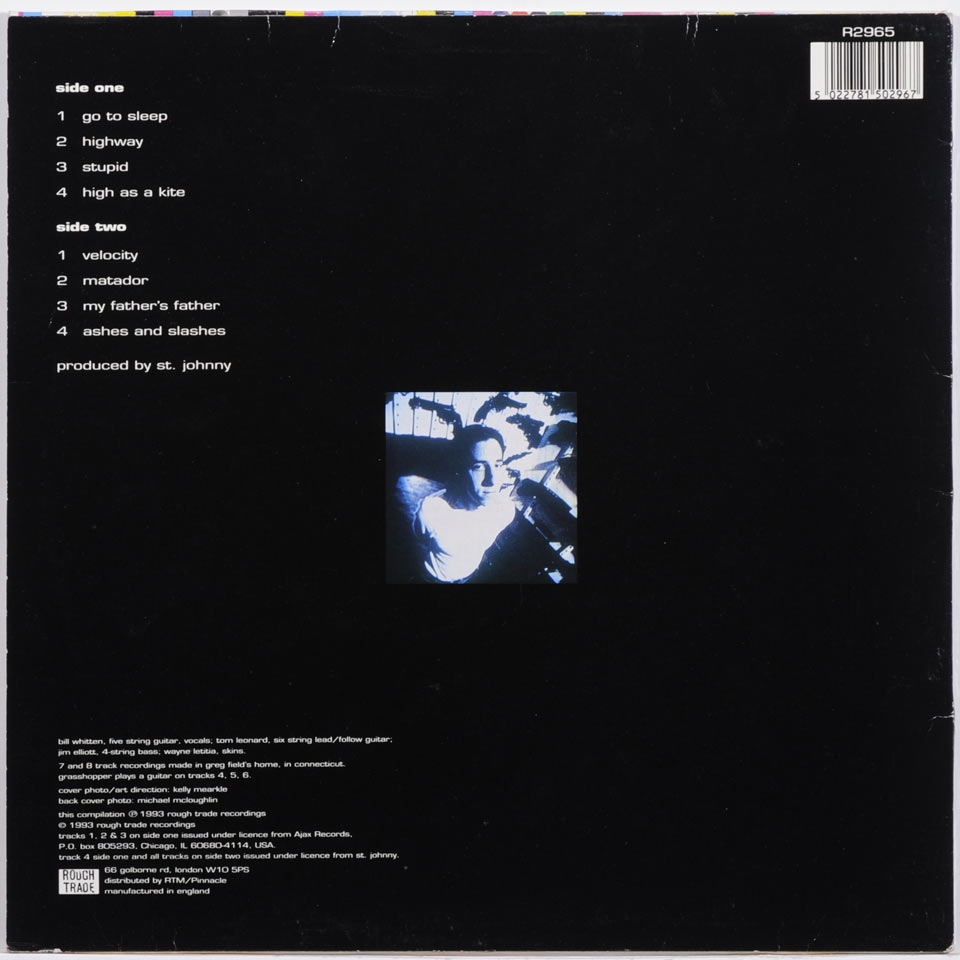 R2965
5 022781 502967
side one
1 go to sleep
2 highway
3 stupid
4 high as a kite
side two
1 velocity
2 matador
3 my father's father
4 ashes and slashes
produced by st. johnny
bill whitten, five string guitar, vocals; tom leonard, six string lead/follow guitar;
jim elliott, 4-string bass; wayne letitia, skins.
7 and 8 track recordings made in greg field's home, in connecticut.
grasshopper plays a guitar on tracks 4, 5, 6.
cover photo/art direction: kelly mearkle
back cover photo: michael mcloughlin
this compilation ℗ 1993 rough trade recordings
© 1993 rough trade recordings
tracks 1, 2 & 3 on side one issued under licence from Ajax Records,
P.O. box 805293, Chicago, IL 60680-4114, USA.
track 4 side one and all tracks on side two issued under licence from st. johnny.
ROUGH
TRADE
66 golborne rd, london W10 5PS
distributed by RTM/Pinnacle
manufactured in england